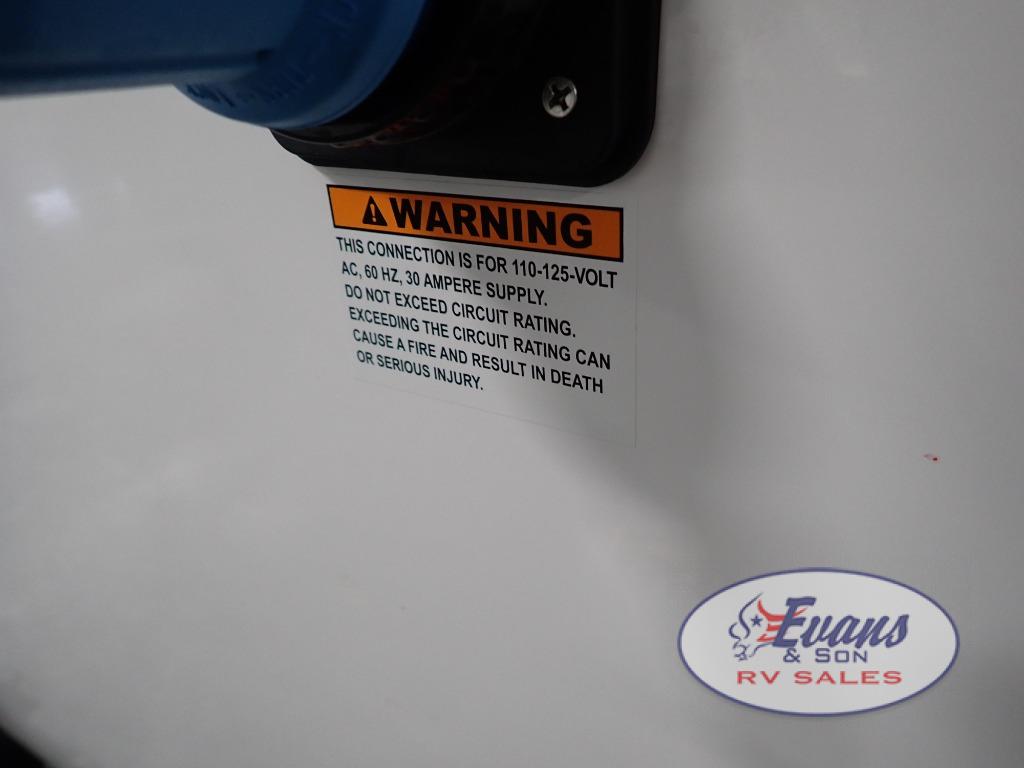 WARNING
THIS CONNECTION IS FOR 110-125-VOLT
AC, 60 HZ, 30 AMPERE SUPPLY.
DO NOT EXCEED CIRCUIT RATING.
EXCEEDING THE CIRCUIT RATING CAN
CAUSE A FIRE AND RESULT IN DEATH
OR SERIOUS INJURY.
Evans
& SON
RV SALES